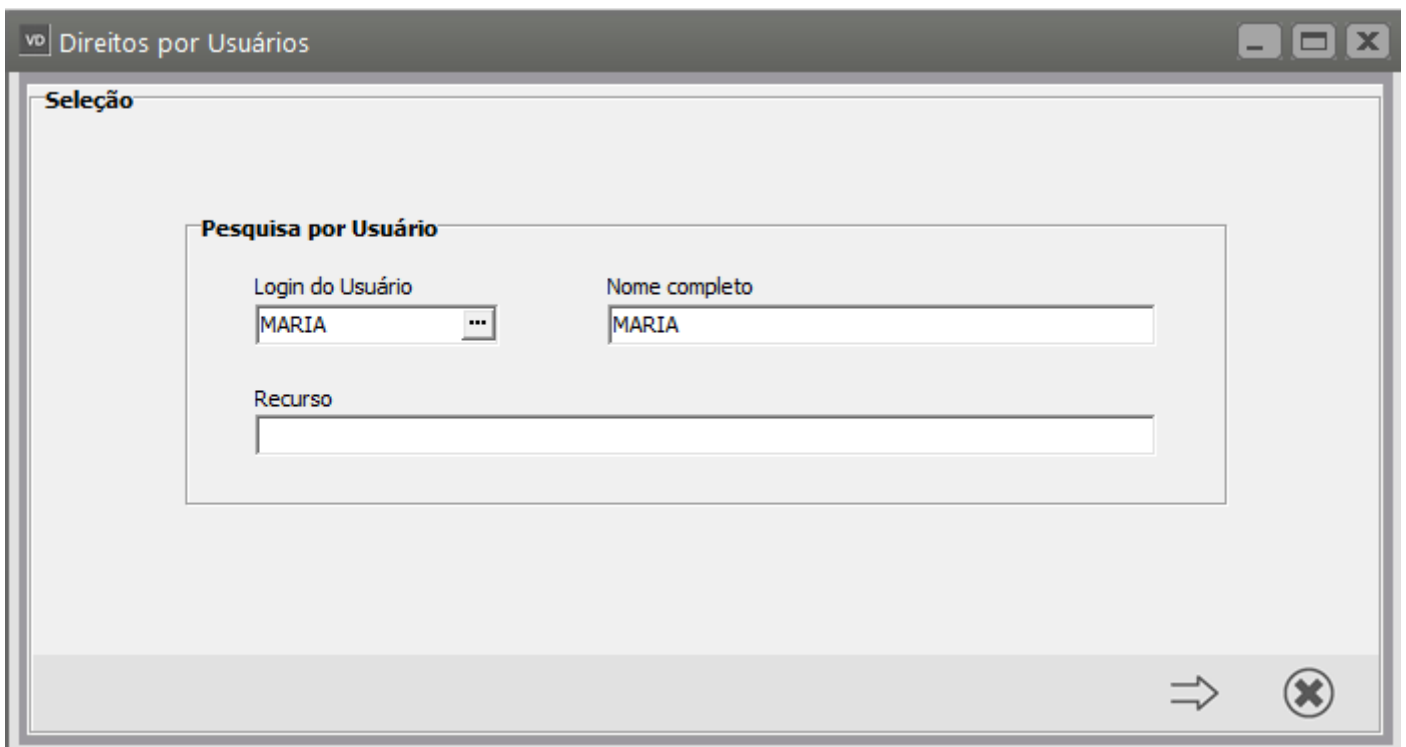 VD Direitos por Usuários
Seleção
Pesquisa por Usuário
Login do Usuário Nome completo
MARIA ... MARIA
Recurso